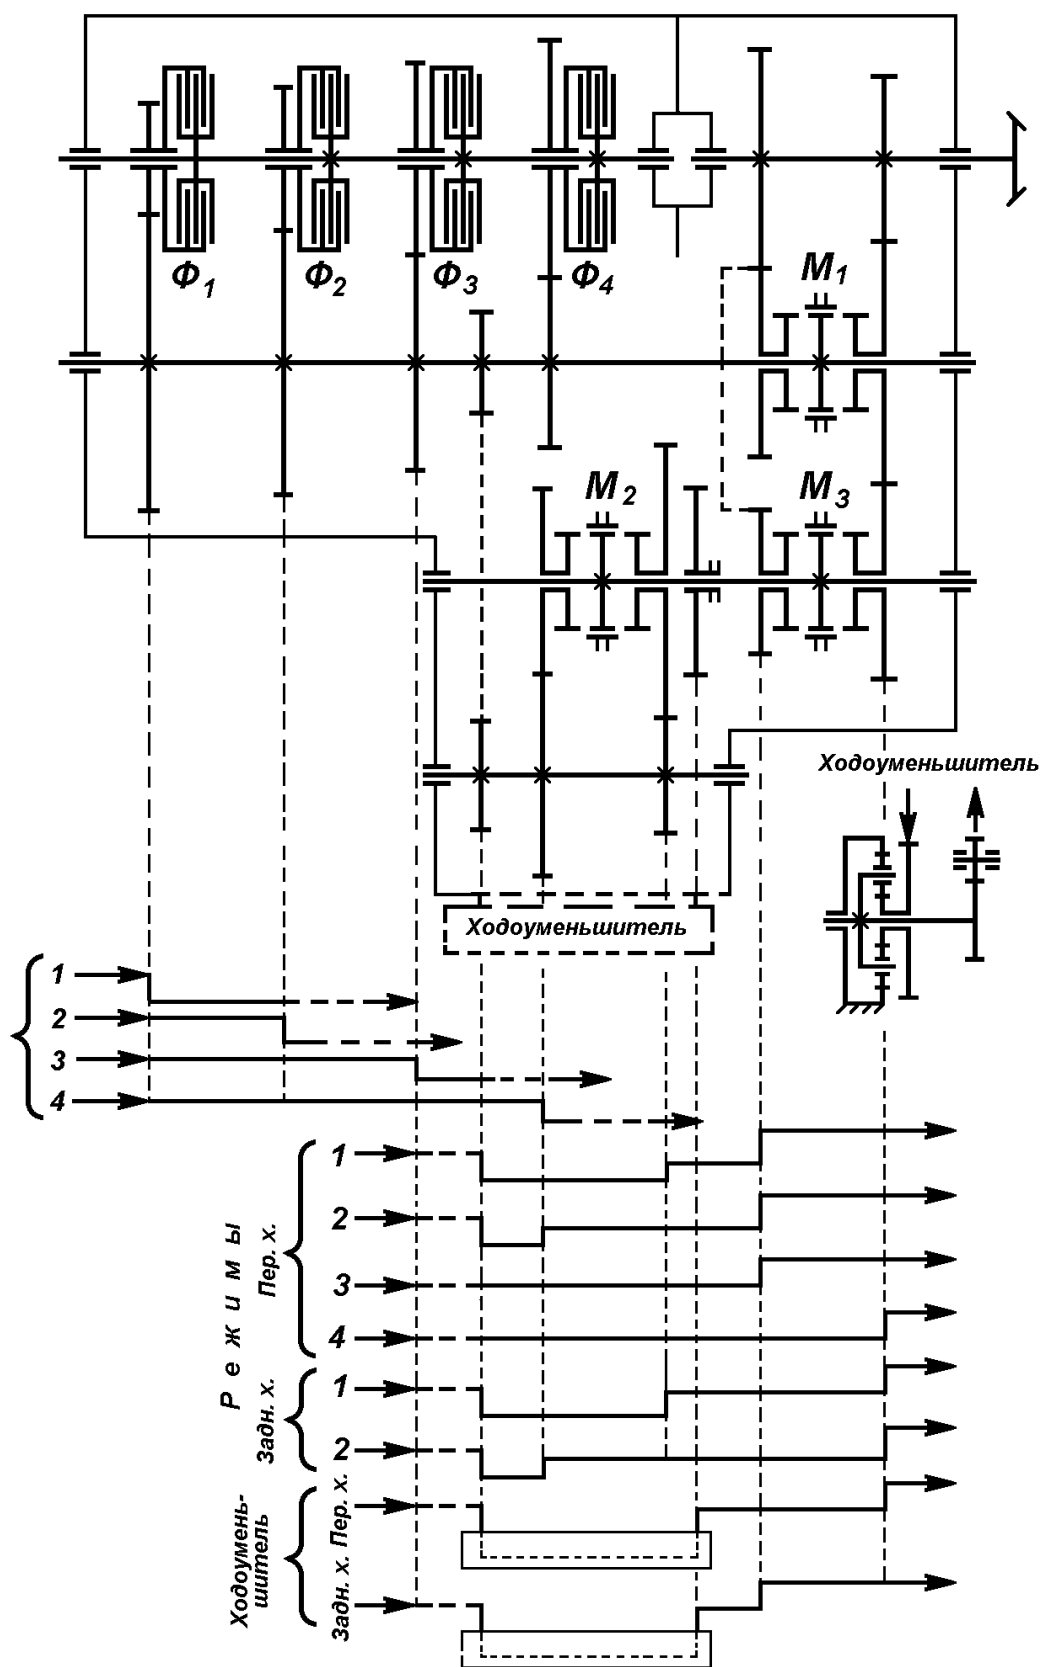 Ф1
Ф2
Ф3
Ф4
М1
М2
М3
Ходоуменьшитель
Ходоуменьшитель
1
2
3
4
Режимы
Пер. х.
1
2
3
4
Задн. х.
1
2
Ходоумень-
шитель
Пер. х.
Задн. х.